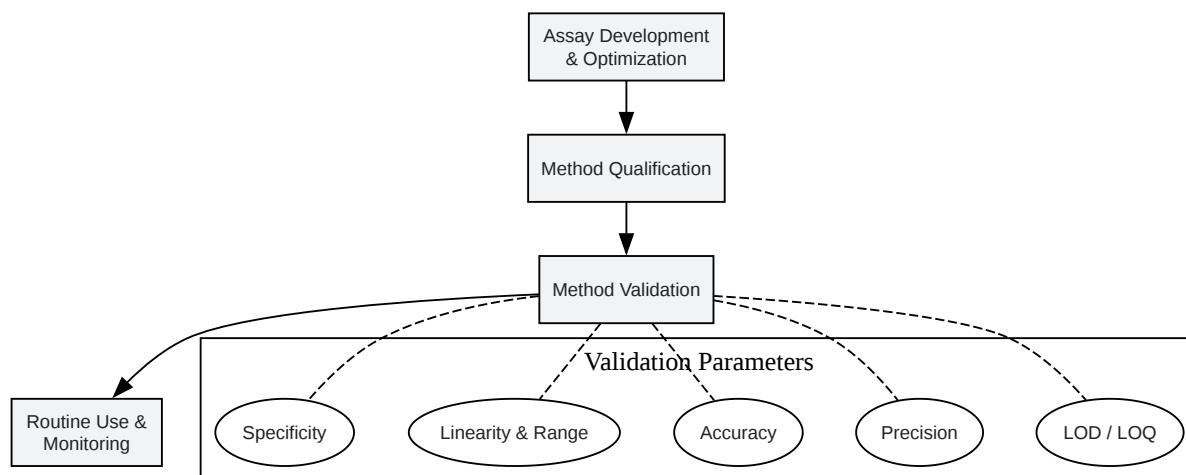 Assay Development
& Optimization
Method Qualification
Method Validation
Validation Parameters
Routine Use &
Monitoring
Specificity
Linearity & Range
Accuracy
Precision
LOD / LOQ